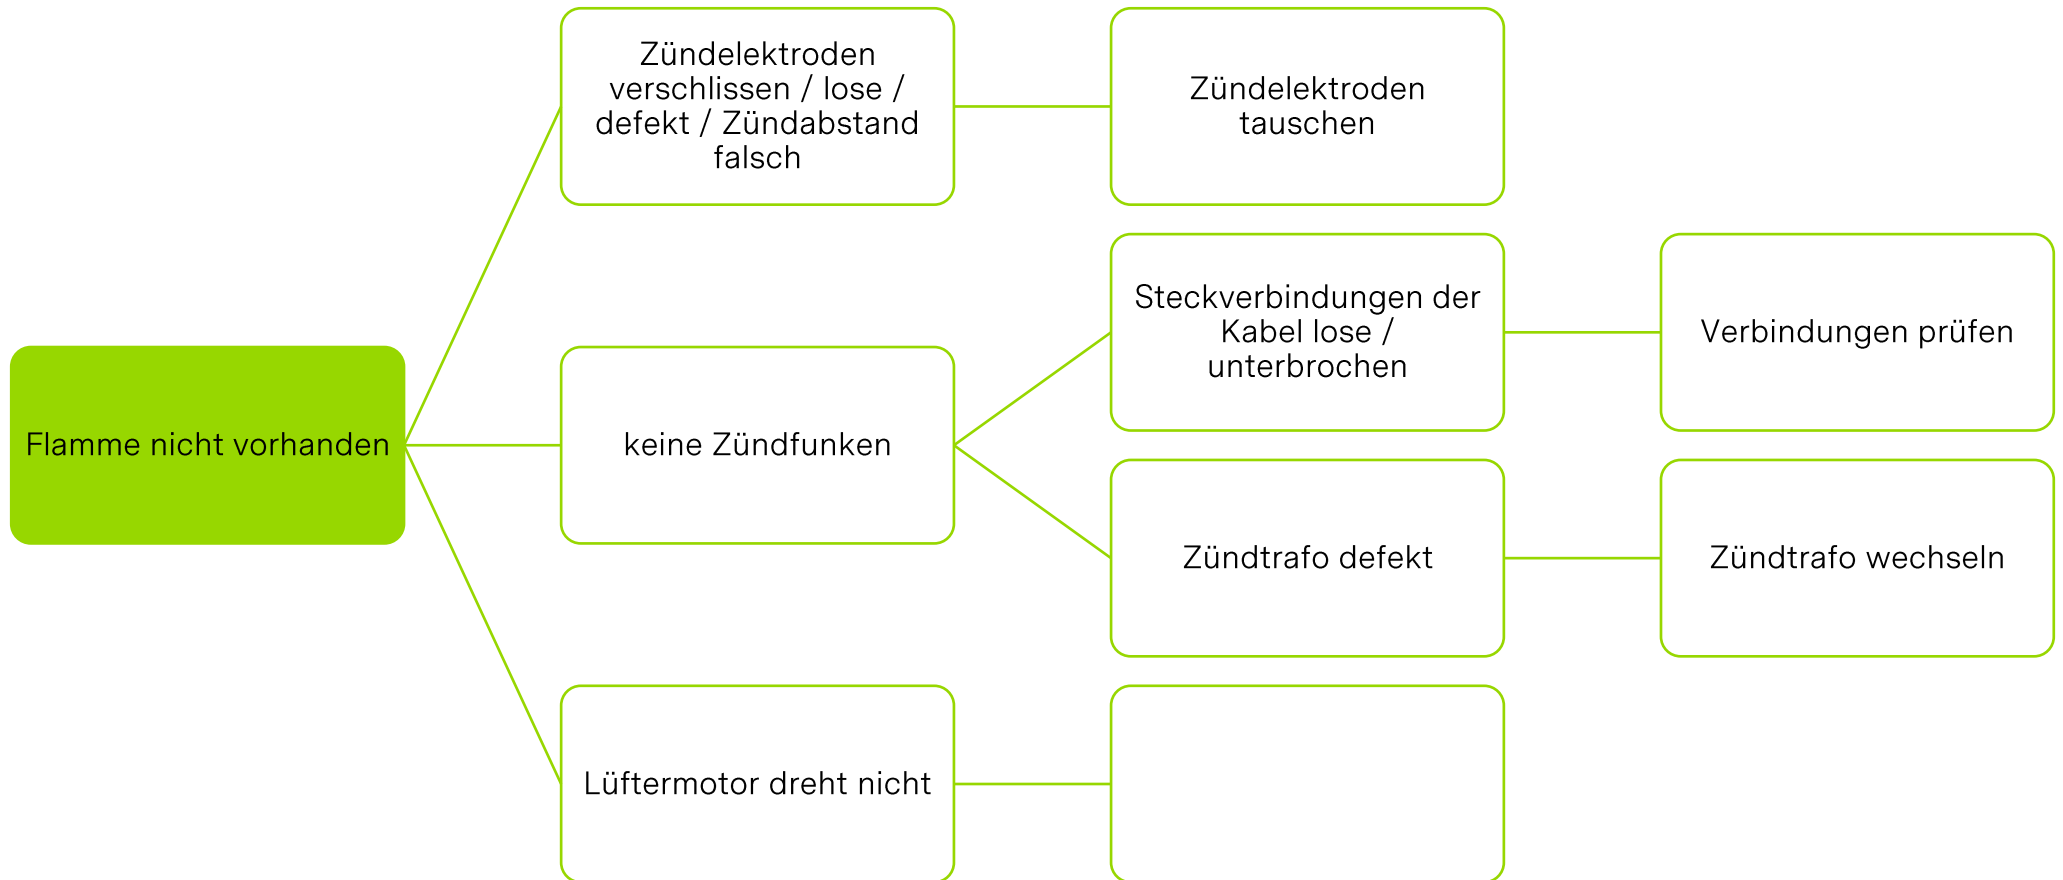 Flamme nicht vorhanden
Zündelektroden
verschlissen / lose /
defekt / Zündabstand
falsch
Zündelektroden
tauschen
keine Zündfunken
Steckverbindungen der
Kabel lose /
unterbrochen
Verbindungen prüfen
Zündtrafo defekt
Zündtrafo wechseln
Lüftermotor dreht nicht